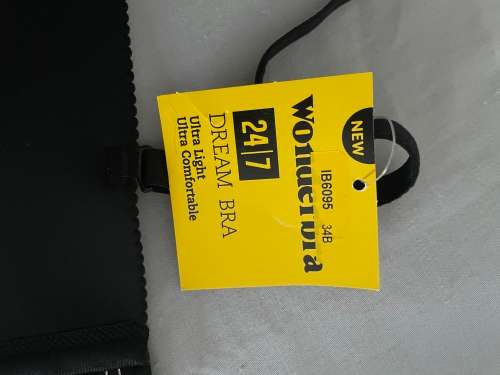 NEW
IB6095 34B
Wonderbra
24|7
DREAM BRA
Ultra Light
Ultra Comfortable